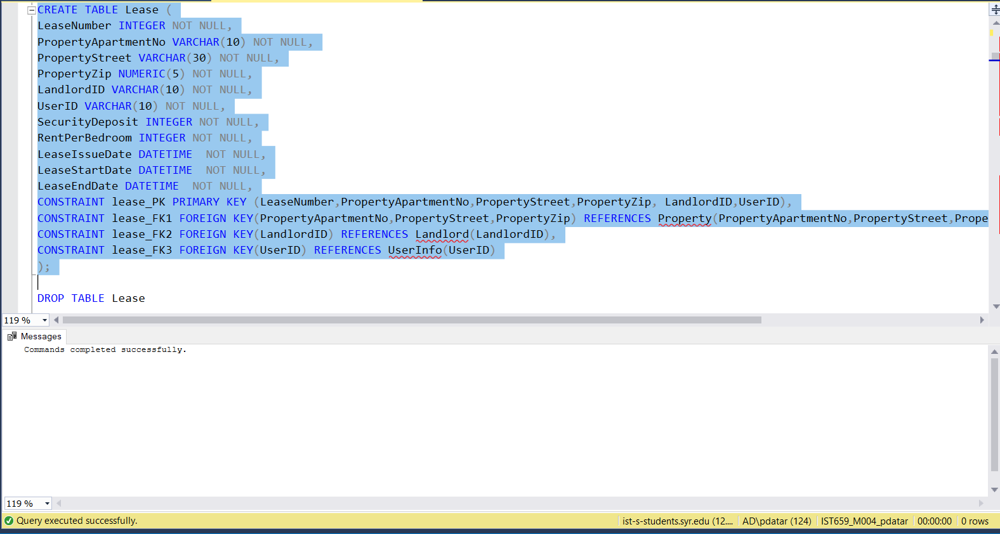 CREATE TABLE Lease (
LeaseNumber INTEGER NOT NULL,
PropertyApartmentNo VARCHAR(10) NOT NULL,
PropertyStreet VARCHAR(30) NOT NULL,
PropertyZip NUMERIC(5) NOT NULL,
LandlordID VARCHAR(10) NOT NULL,
UserID VARCHAR(10) NOT NULL,
SecurityDeposit INTEGER NOT NULL,
RentPerBedroom INTEGER NOT NULL,
LeaseIssueDate DATETIME  NOT NULL,
LeaseStartDate DATETIME  NOT NULL,
LeaseEndDate DATETIME  NOT NULL,
CONSTRAINT lease_PK PRIMARY KEY (LeaseNumber,PropertyApartmentNo,PropertyStreet,PropertyZip, LandlordID,UserID),
CONSTRAINT lease_FK1 FOREIGN KEY(PropertyApartmentNo,PropertyStreet,PropertyZip) REFERENCES Property(PropertyApartmentNo,PropertyStreet,Prope
CONSTRAINT lease_FK2 FOREIGN KEY(LandlordID) REFERENCES Landlord(LandlordID),
CONSTRAINT lease_FK3 FOREIGN KEY(UserID) REFERENCES UserInfo(UserID)
);
DROP TABLE Lease
119 %
Messages
Commands completed successfully.
119 %
Query executed successfully. ist-s-students.syr.edu (12.... AD\pdatar (124) IST659_M004_pdatar 00:00:00 0 rows